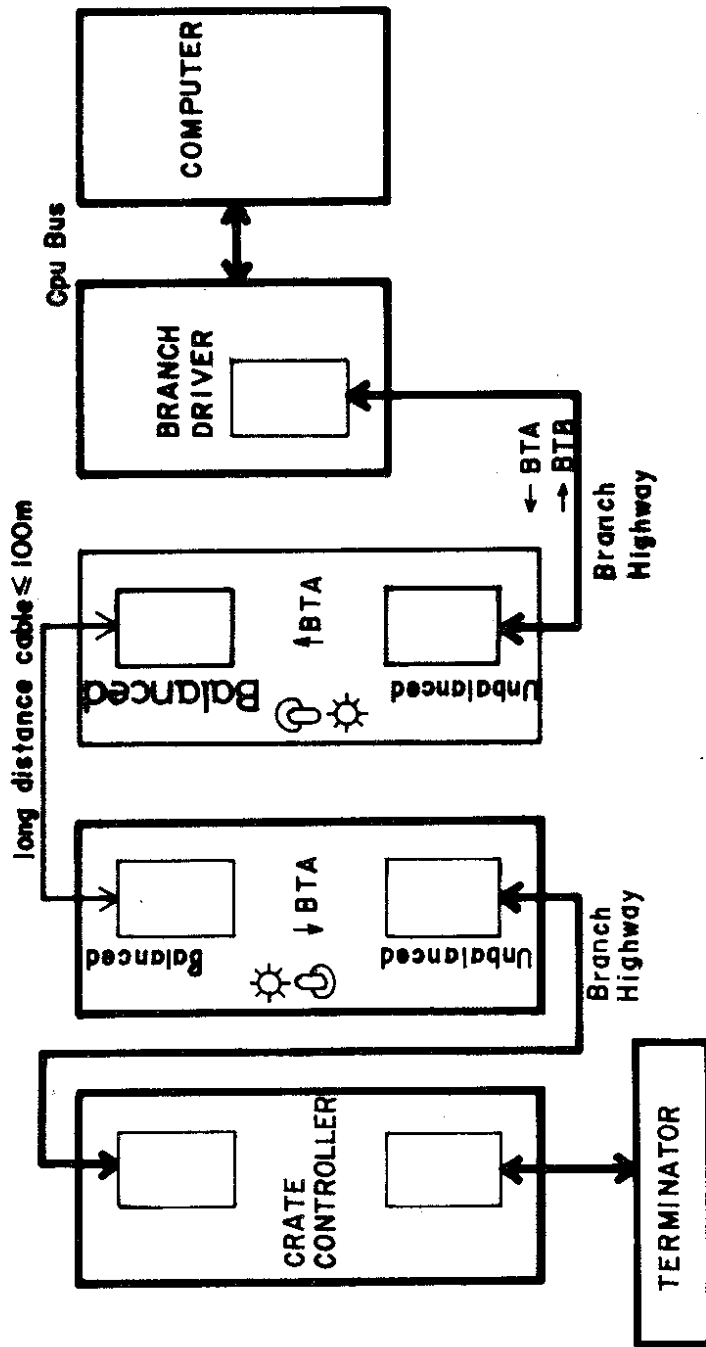 COMPUTER
Cpu Bus
BRANCH
DRIVER
← BTA
→ BTB
Branch
Highway
long distance cable ≤ 100m
Balanced
↑BTA
Unbalanced
Balanced
↓BTA
Unbalanced
Branch
Highway
CRATE
CONTROLLER
TERMINATOR